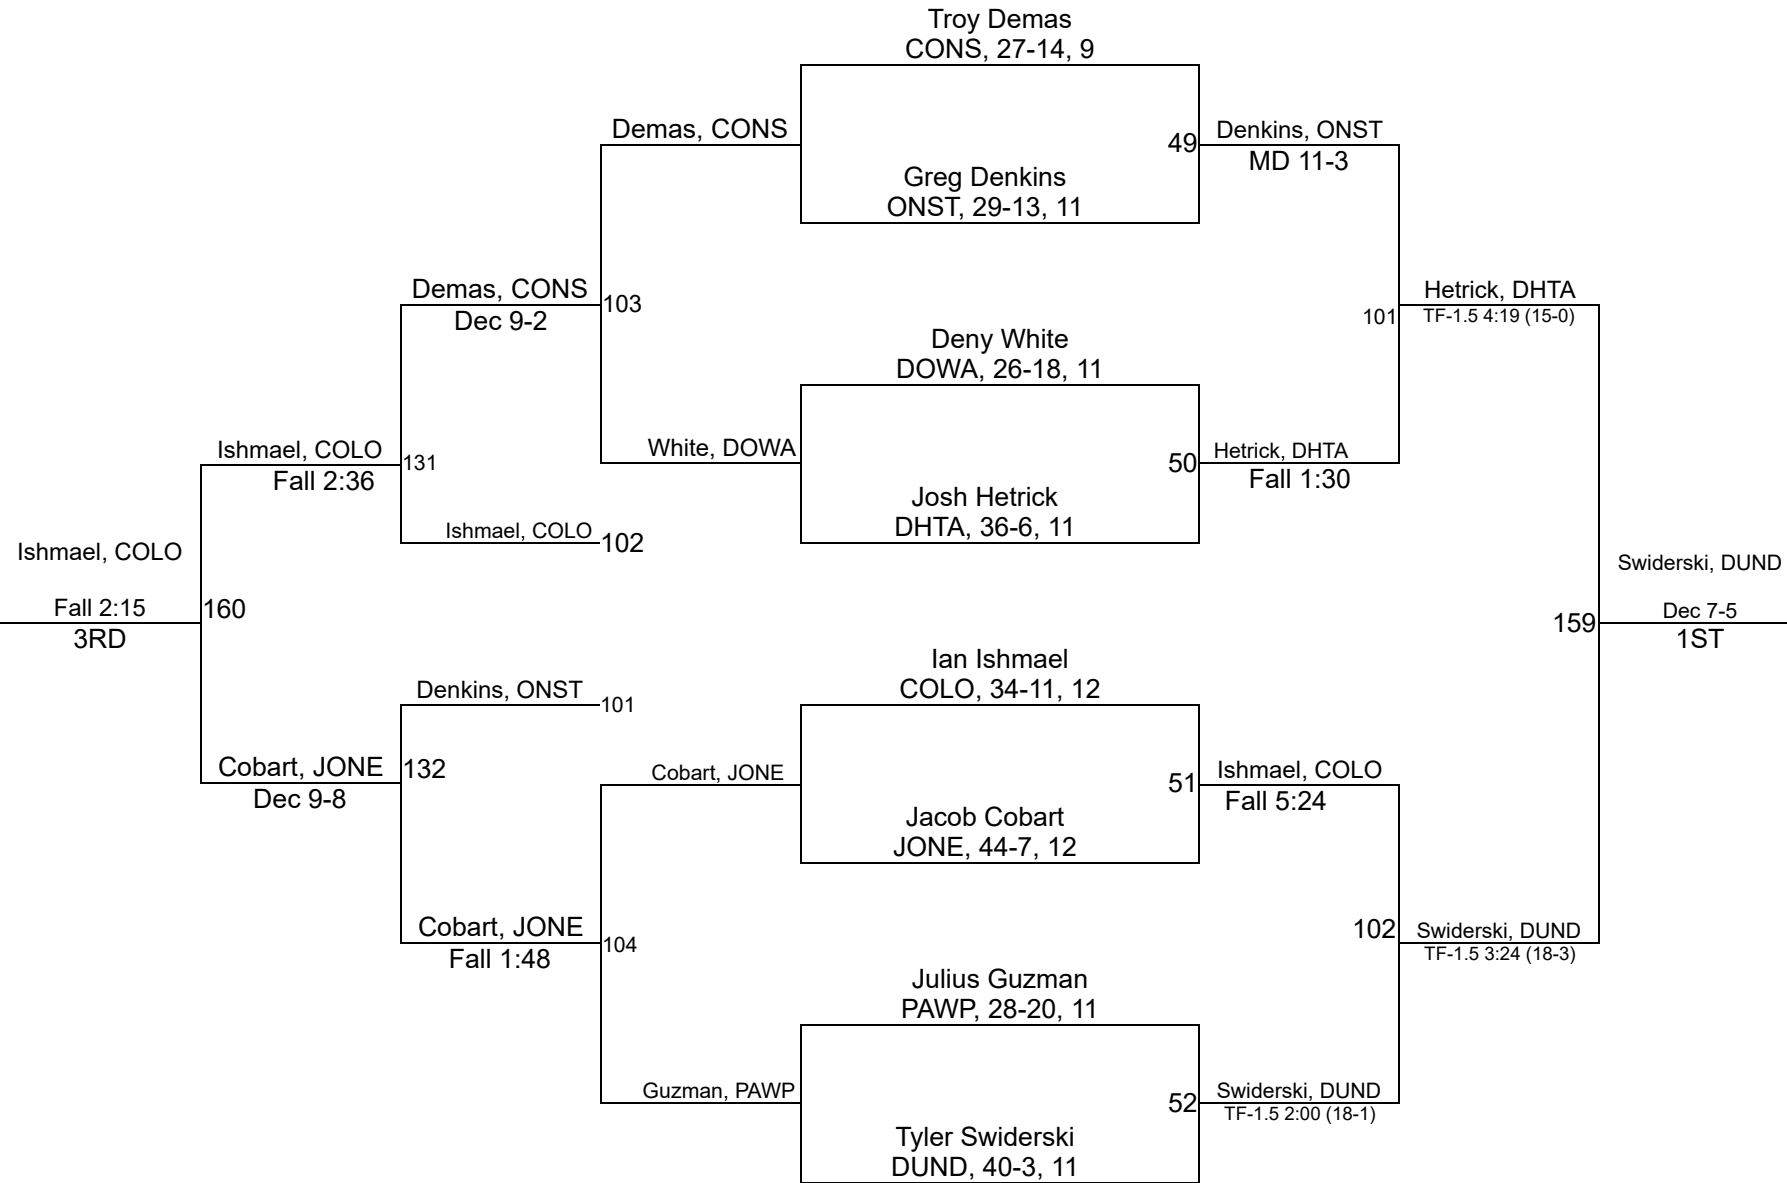 Troy Demas
CONS, 27-14, 9
Demas, CONS
49
Denkins, ONST
MD 11-3
Greg Denkins
ONST, 29-13, 11
Demas, CONS
Dec 9-2
103
Hetrick, DHTA
TF-1.5 4:19 (15-0)
101
Deny White
DOWA, 26-18, 11
White, DOWA
50
Hetrick, DHTA
Fall 1:30
Ishmael, COLO
Fall 2:36
131
Josh Hetrick
DHTA, 36-6, 11
Ishmael, COLO
102
Ishmael, COLO
Fall 2:15
3RD
160
Swiderski, DUND
Dec 7-5
1ST
159
Ian Ishmael
COLO, 34-11, 12
Denkins, ONST
101
Cobart, JONE
Dec 9-8
132
Cobart, JONE
51
Ishmael, COLO
Fall 5:24
Jacob Cobart
JONE, 44-7, 12
Cobart, JONE
Fall 1:48
104
102
Swiderski, DUND
TF-1.5 3:24 (18-3)
Julius Guzman
PAWP, 28-20, 11
Guzman, PAWP
52
Swiderski, DUND
TF-1.5 2:00 (18-1)
Tyler Swiderski
DUND, 40-3, 11